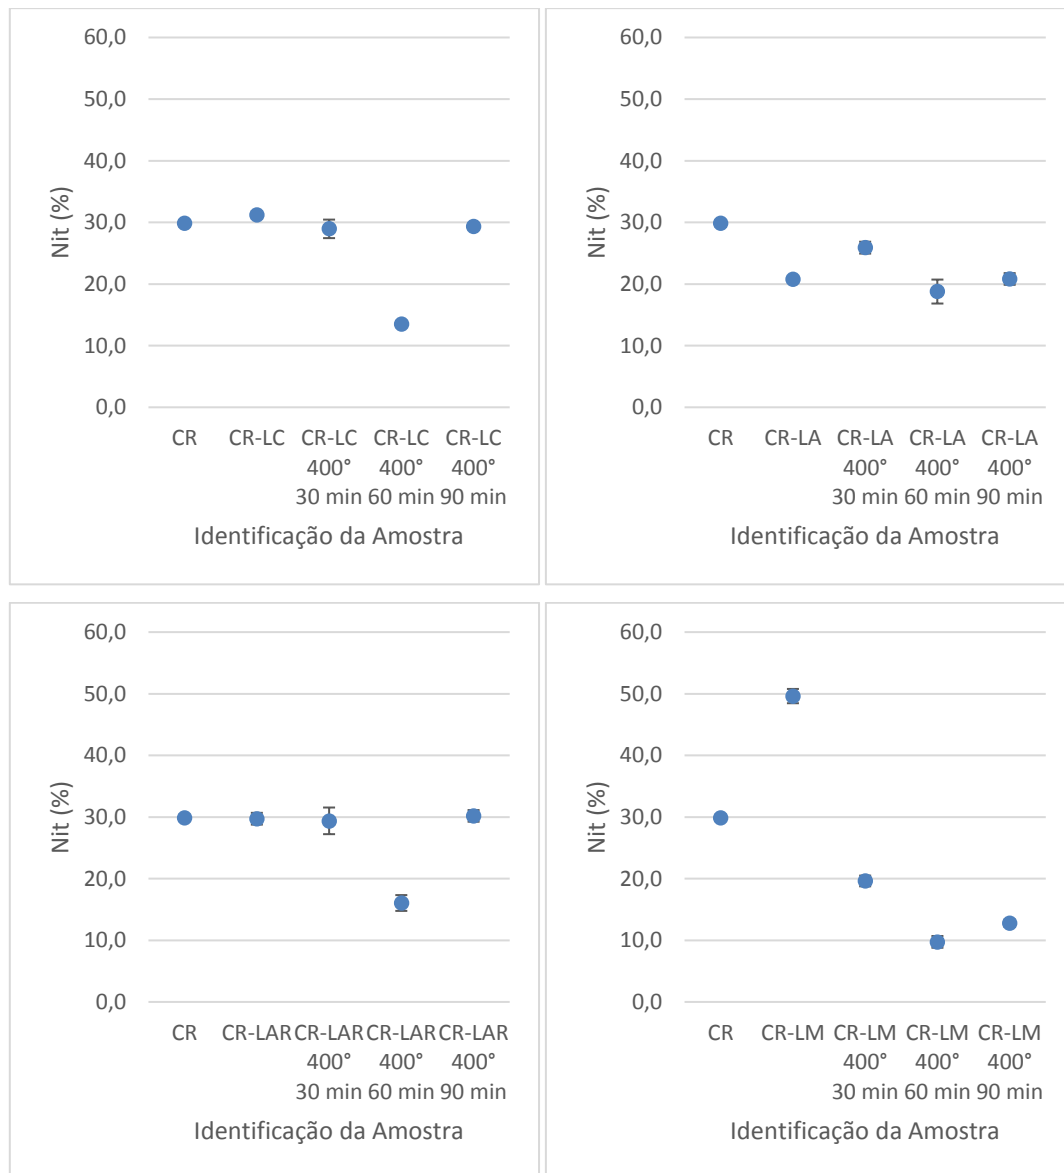 60,0
50,0
40,0
30,0
20,0
10,0
0,0
Nit (%)
CR CR-LC CR-LC CR-LC CR-LC
400° 400° 400°
30 min 60 min 90 min
Identificação da Amostra
60,0
50,0
40,0
30,0
20,0
10,0
0,0
Nit (%)
CR CR-LA CR-LA CR-LA CR-LA
400° 400° 400°
30 min 60 min 90 min
Identificação da Amostra
60,0
50,0
40,0
30,0
20,0
10,0
0,0
Nit (%)
CR CR-LAR CR-LAR CR-LAR CR-LAR
400° 400° 400°
30 min 60 min 90 min
Identificação da Amostra
60,0
50,0
40,0
30,0
20,0
10,0
0,0
Nit (%)
CR CR-LM CR-LM CR-LM CR-LM
400° 400° 400°
30 min 60 min 90 min
Identificação da Amostra